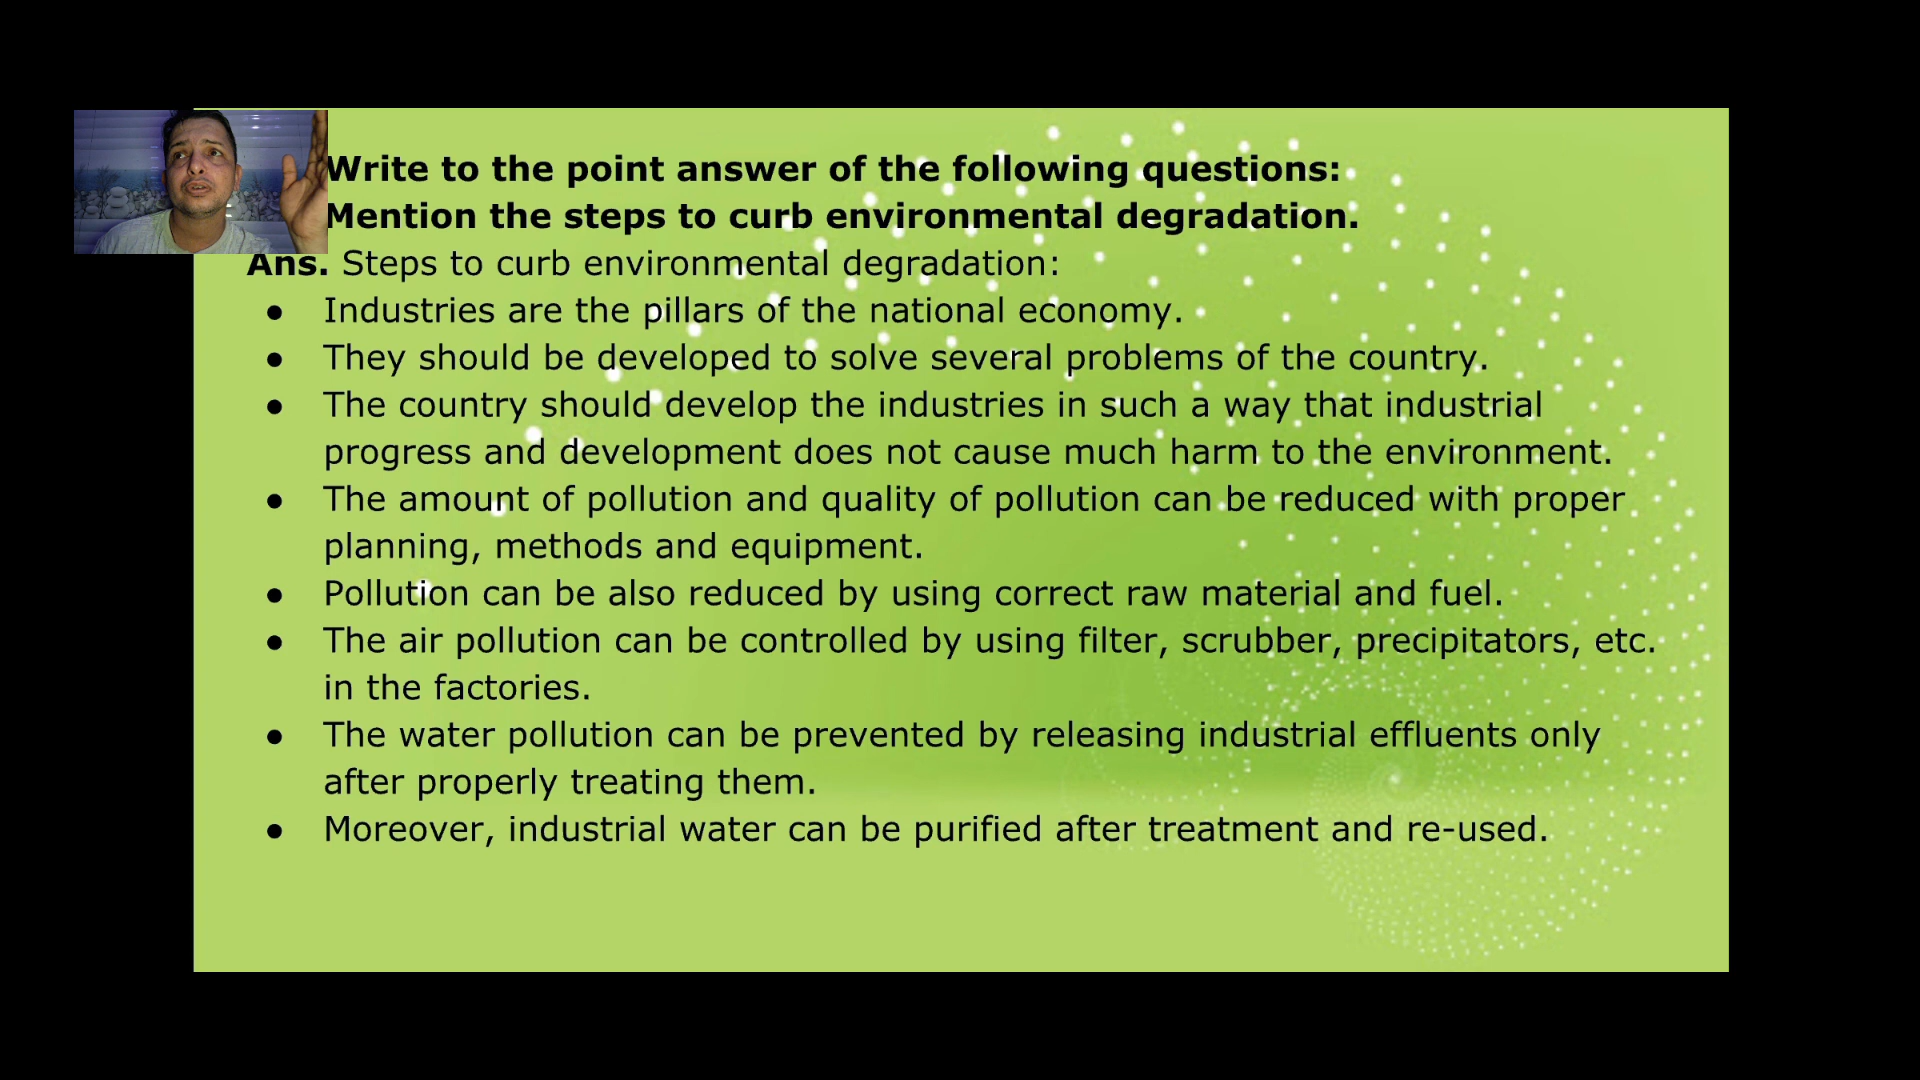 Write to the point answer of the following questions:
Mention the steps to curb environmental degradation.
Ans. Steps to curb environmental degradation:
● Industries are the pillars of the national economy.
● They should be developed to solve several problems of the country.
● The country should develop the industries in such a way that industrial
progress and development does not cause much harm to the environment.
● The amount of pollution and quality of pollution can be reduced with proper
planning, methods and equipment.
● Pollution can be also reduced by using correct raw material and fuel.
● The air pollution can be controlled by using filter, scrubber, precipitators, etc.
in the factories.
● The water pollution can be prevented by releasing industrial effluents only
after properly treating them.
● Moreover, industrial water can be purified after treatment and re-used.